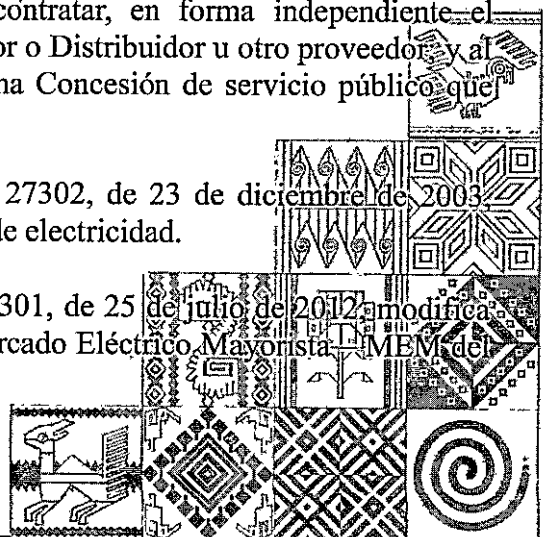 contratar, en forma independiente el
or o Distribuidor u otro proveedor, y al
na Concesión de servicio público que
27302, de 23 de diciembre de 2003,
de electricidad.
301, de 25 de julio de 2012, modifica
rcado Eléctrico Mayorista - MEM del